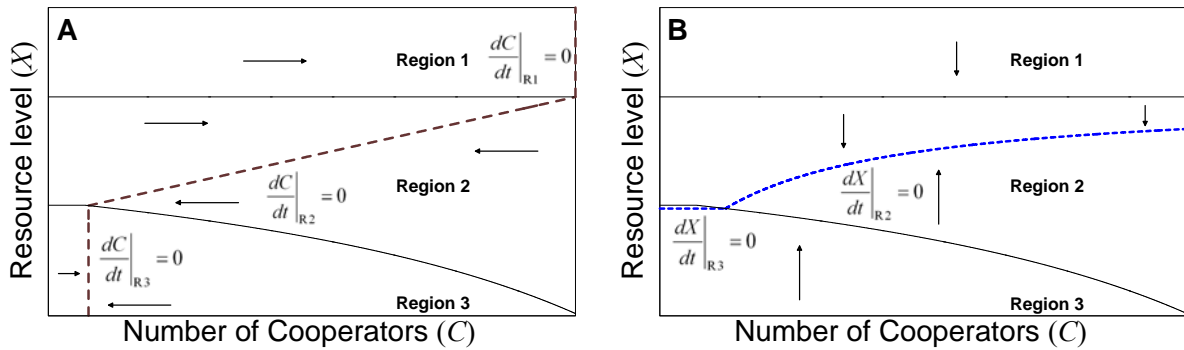 A
Resource level (X)
Region 1
dC/dt|R1 = 0
Region 2
dC/dt|R2 = 0
dC/dt|R3 = 0
Region 3
Number of Cooperators (C)
B
Resource level (X)
Region 1
Region 2
dX/dt|R2 = 0
dX/dt|R3 = 0
Region 3
Number of Cooperators (C)